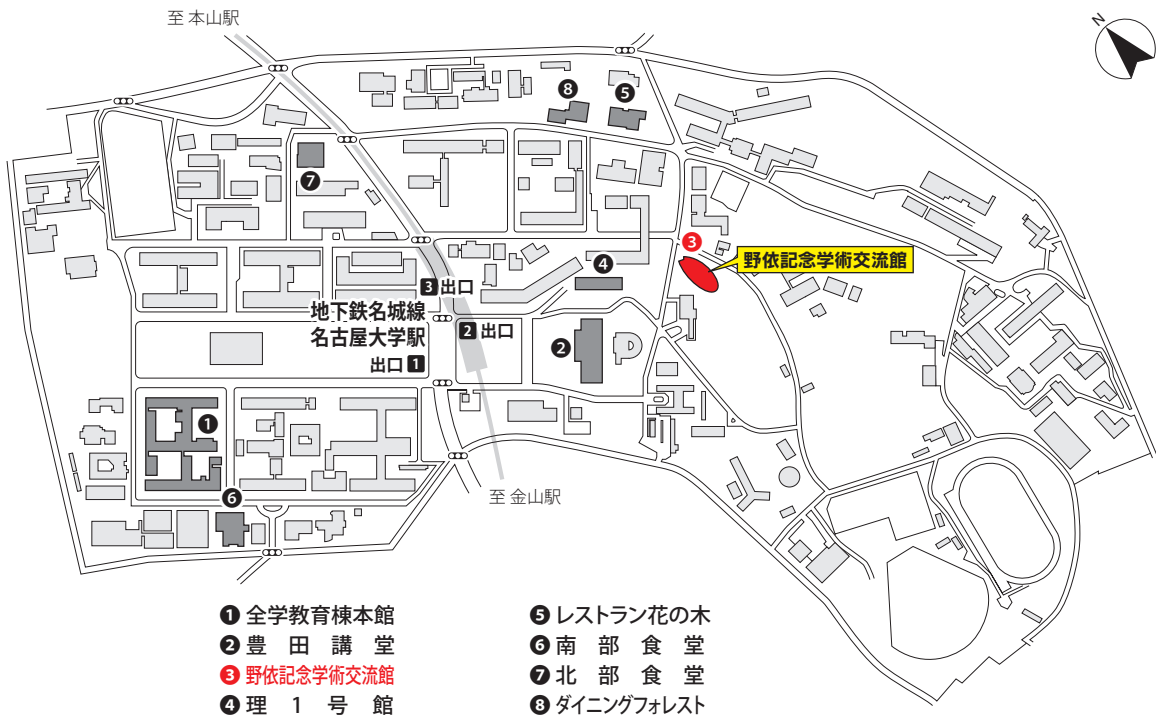 至 本山駅
N
❽
❺
❼
❸
野依記念学術交流館
❹
3 出口
地下鉄名城線
名古屋大学駅
2 出口
❷
出口 1
❶
❻
至 金山駅
❶ 全学教育棟本館
❷ 豊田講堂
❸ 野依記念学術交流館
❹ 理1号館
❺ レストラン花の木
❻ 南部食堂
❼ 北部食堂
❽ ダイニングフォレスト